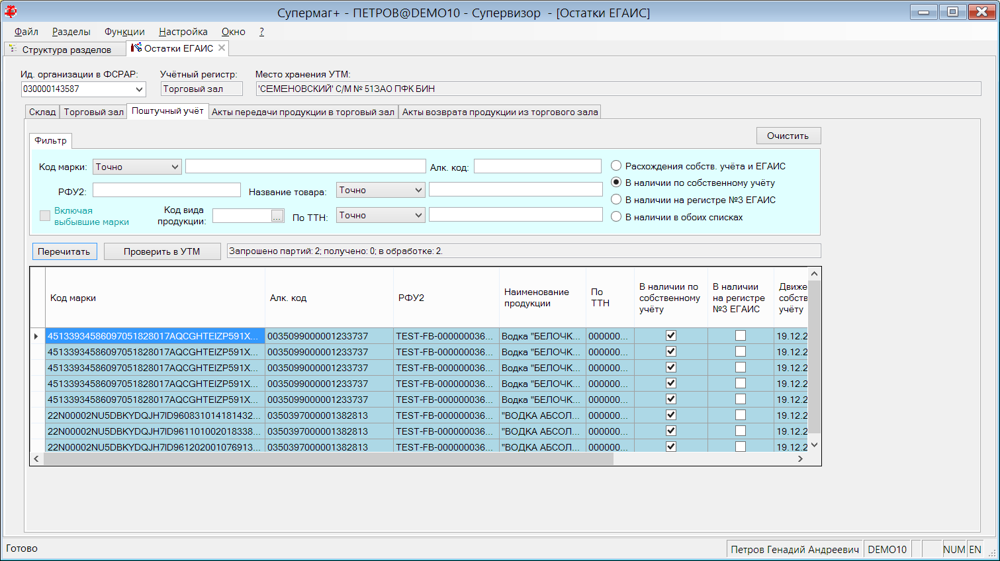 Супермаг+ - ПЕТРОВ@DEMO10 - Супервизор - [Остатки ЕГАИС]
Файл Разделы Функции Настройка Окно ?
Структура разделов Остатки ЕГАИС
Ид. организации в ФСРАР: Учётный регистр: Место хранения УТМ:
030000143587 Торговый зал 'СЕМЕНОВСКИЙ' С/М № 51ЗАО ПФК БИН
Склад Торговый зал Поштучный учёт Акты передачи продукции в торговый зал Акты возврата продукции из торгового зала
Очистить
Фильтр
Код марки: Точно Алк. код: Расхождения собств. учёта и ЕГАИС
В наличии по собственному учёту
РФУ2: Название товара: Точно
В наличии на регистре №3 ЕГАИС
Включая выбывшие марки Код вида продукции: ... По ТТН: Точно В наличии в обоих списках
Перечитать Проверить в УТМ Запрошено партий: 2; получено: 0; в обработке: 2.
Код марки Алк. код РФУ2 Наименование продукции По ТТН В наличии по собственному учёту В наличии на регистре №3 ЕГАИС Движе собств учёту
45133934586097051828017AQCGHTEIZP591X... 0035099000001233737 TEST-FB-000000036... Водка "БЕЛОЧК... 000000... 19.12.2
45133934586097051828017AQCGHTEIZP591X... 0035099000001233737 TEST-FB-000000036... Водка "БЕЛОЧК... 000000... 19.12.2
45133934586097051828017AQCGHTEIZP591X... 0035099000001233737 TEST-FB-000000036... Водка "БЕЛОЧК... 000000... 19.12.2
45133934586097051828017AQCGHTEIZP591X... 0035099000001233737 TEST-FB-000000036... Водка "БЕЛОЧК... 000000... 19.12.2
45133934586097051828017AQCGHTEIZP591X... 0035099000001233737 TEST-FB-000000036... Водка "БЕЛОЧК... 000000... 19.12.2
22N00002NU5DBKYDQJH7ID960831014181432... 0350397000001382813 TEST-FB-000000036... "ВОДКА АБСОЛ... 000000... 19.12.2
22N00002NU5DBKYDQJH7ID961101002018338... 0350397000001382813 TEST-FB-000000036... "ВОДКА АБСОЛ... 000000... 19.12.2
22N00002NU5DBKYDQJH7ID961202001076913... 0350397000001382813 TEST-FB-000000036... "ВОДКА АБСОЛ... 000000... 19.12.2
Готово Петров Генадий Андреевич DEMO10 NUM EN